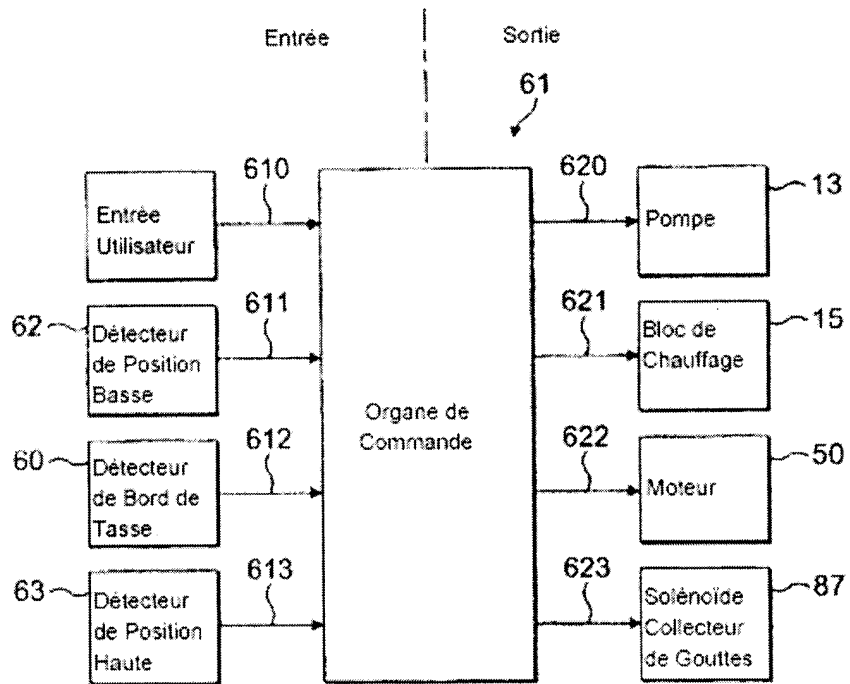 Entrée
Sortie
61
610
620
13
Entrée
Utilisateur
Pompe
62
611
621
15
Détecteur
de Position
Basse
Bloc de
Chauffage
Organe de
Commande
60
612
622
50
Détecteur
de Bord de
Tasse
Moteur
63
613
623
87
Détecteur
de Position
Haute
Solénoïde
Collecteur
de Gouttes